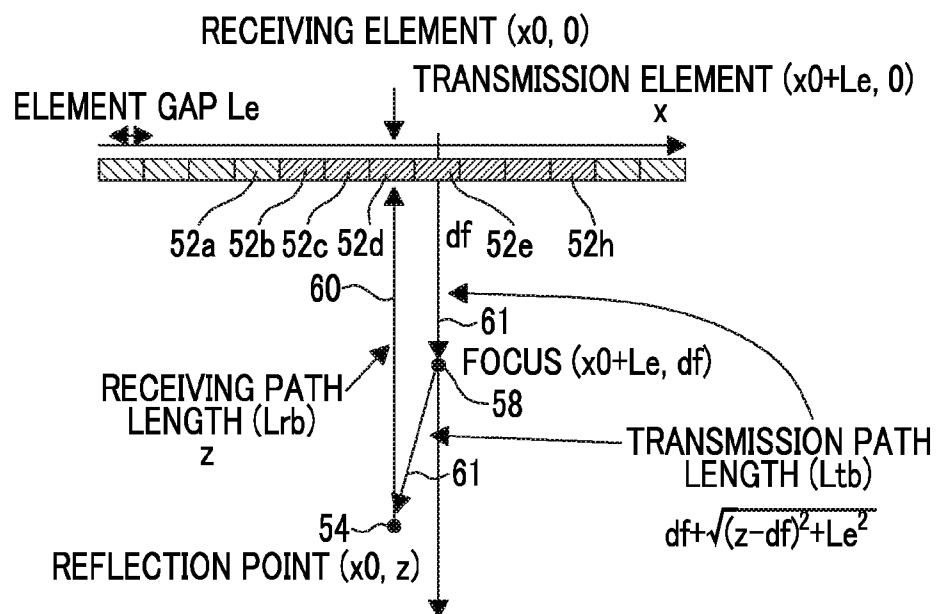 RECEIVING ELEMENT (x0, 0)
TRANSMISSION ELEMENT (x0+Le, 0)
ELEMENT GAP Le
x
52a 52b 52c 52d df 52e 52h
60
61
FOCUS (x0+Le, df)
58
RECEIVING PATH
LENGTH (Lrb)
z
TRANSMISSION PATH
LENGTH (Ltb)
df+√(z-df)²+Le²
61
54
REFLECTION POINT (x0, z)